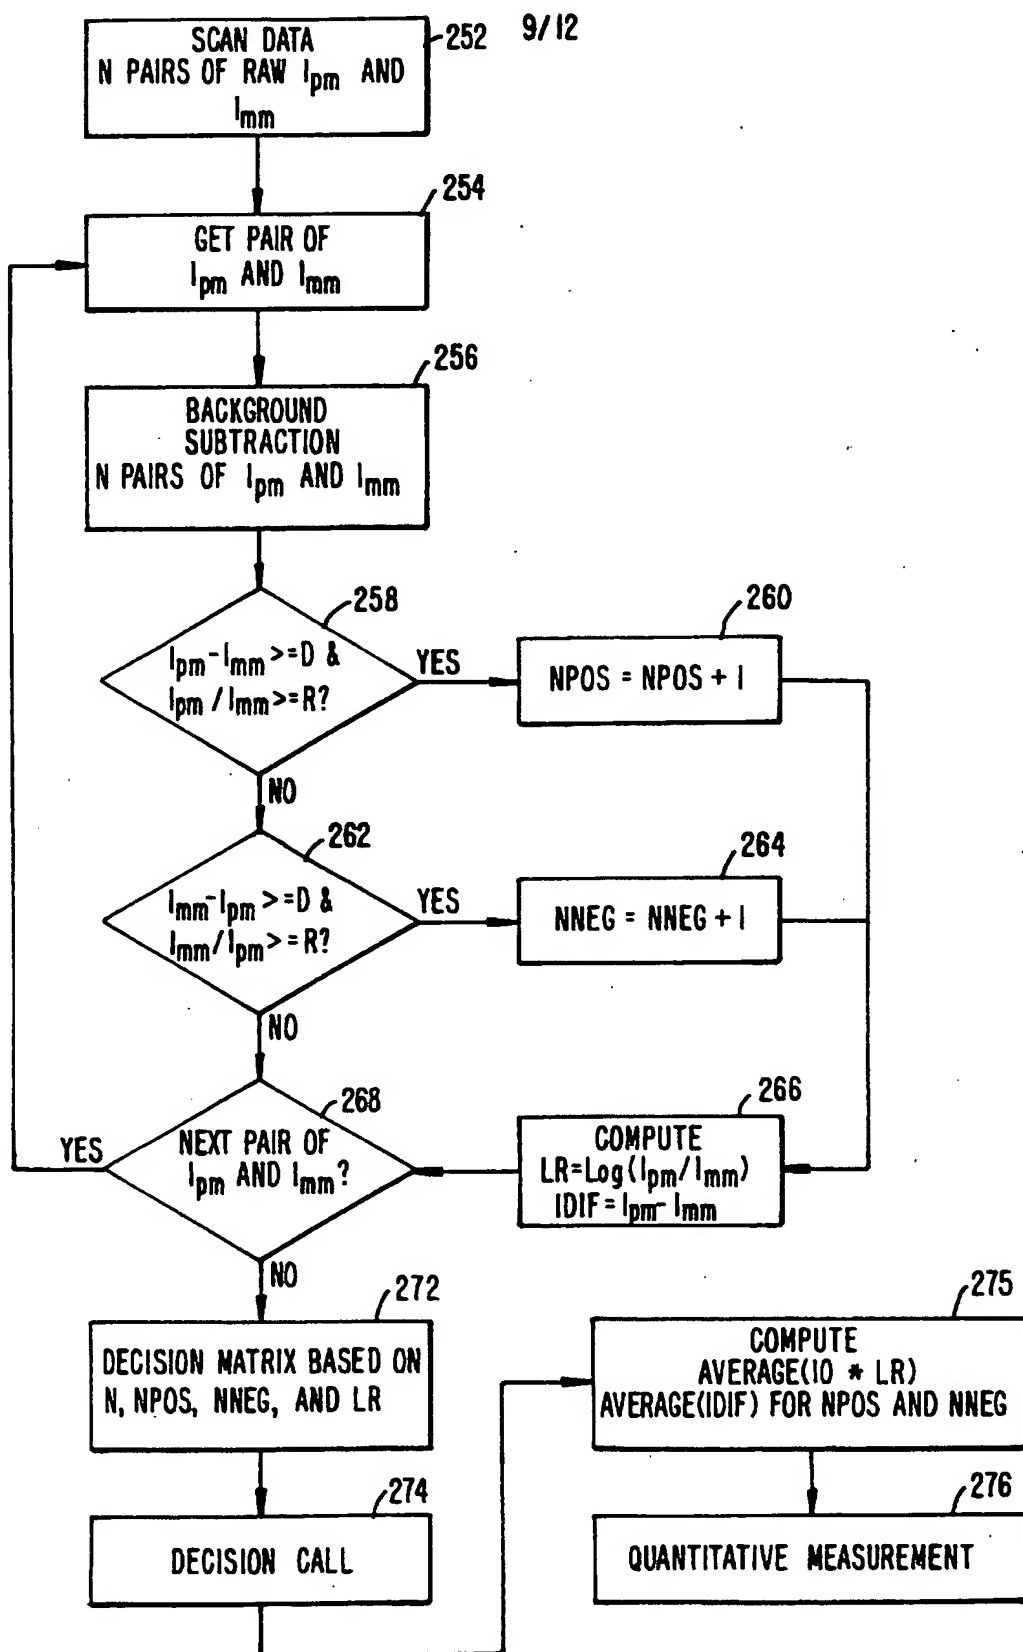 9/12
SCAN DATA
N PAIRS OF RAW Ipm AND
Imm
252
254
GET PAIR OF
Ipm AND Imm
256
BACKGROUND
SUBTRACTION
N PAIRS OF Ipm AND Imm
258
Ipm-Imm>=D &
Ipm/Imm>=R?
YES
260
NPOS = NPOS + 1
NO
262
Imm-Ipm>=D &
Imm/Ipm>=R?
YES
264
NNEG = NNEG + 1
NO
268
NEXT PAIR OF
Ipm AND Imm?
YES
266
COMPUTE
LR=Log(Ipm/Imm)
IDIF=Ipm-Imm
NO
272
DECISION MATRIX BASED ON
N, NPOS, NNEG, AND LR
274
DECISION CALL
275
COMPUTE
AVERAGE(10 * LR)
AVERAGE(IDIF) FOR NPOS AND NNEG
276
QUANTITATIVE MEASUREMENT